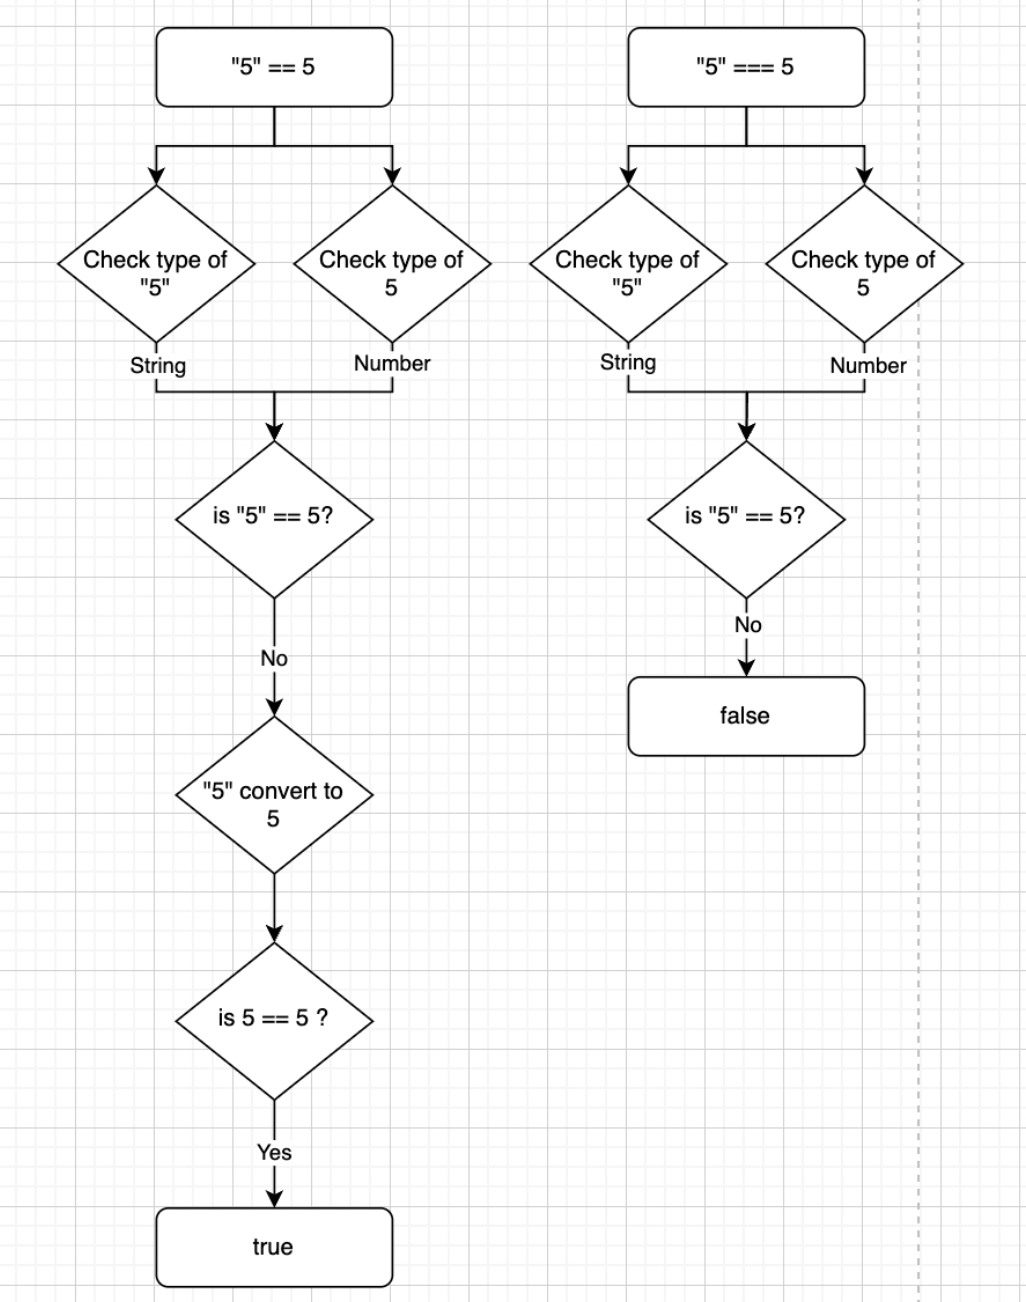 "5" == 5
Check type of
"5"
Check type of
5
String
Number
is "5" == 5?
No
"5" convert to
5
is 5 == 5 ?
Yes
true
"5" === 5
Check type of
"5"
Check type of
5
String
Number
is "5" == 5?
No
false